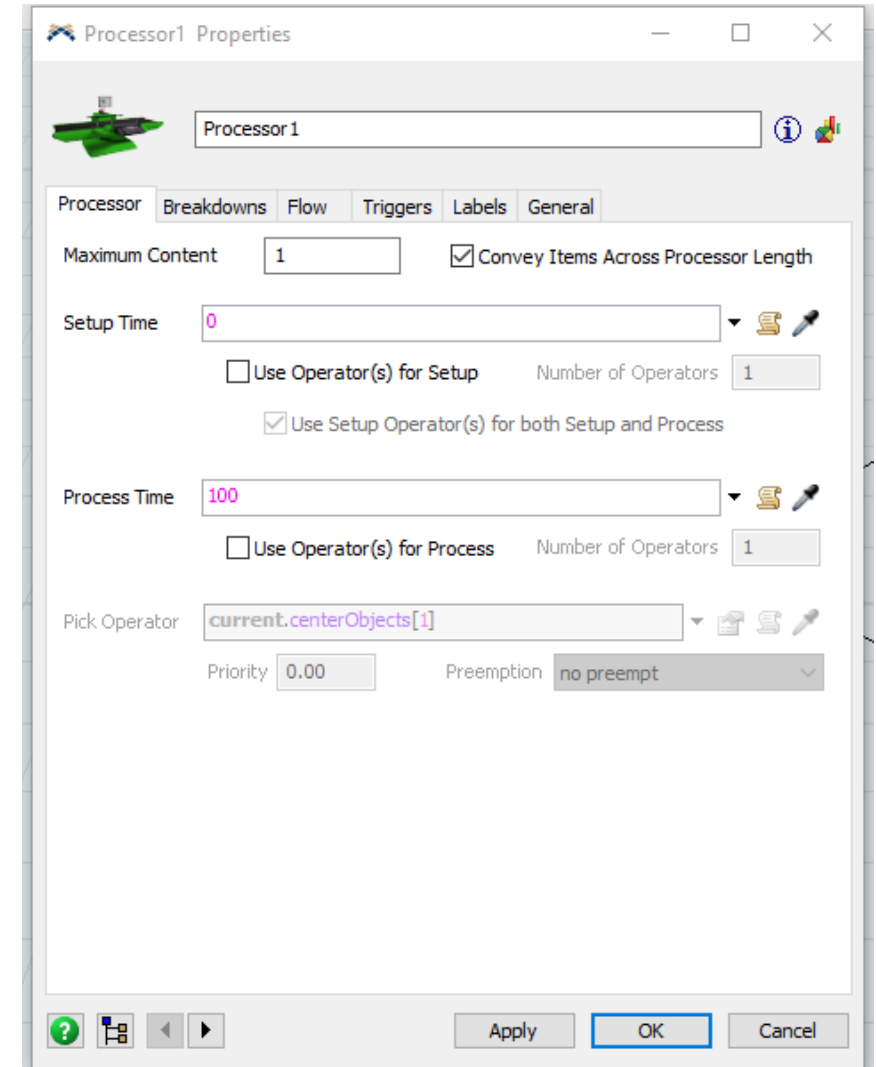 Processor1 Properties
Processor1
Processor Breakdowns Flow Triggers Labels General
Maximum Content 1 Convey Items Across Processor Length
Setup Time 0
Use Operator(s) for Setup Number of Operators 1
Use Setup Operator(s) for both Setup and Process
Process Time 100
Use Operator(s) for Process Number of Operators 1
Pick Operator current.centerObjects[1]
Priority 0.00 Preemption no preempt
Apply OK Cancel